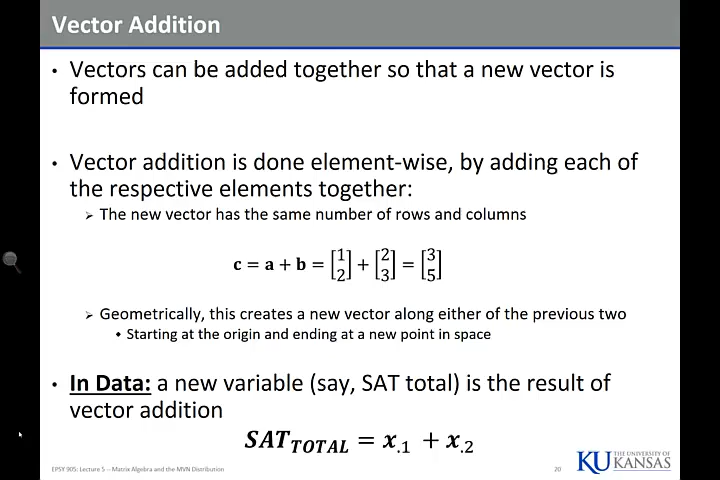 Vector Addition
• Vectors can be added together so that a new vector is
formed
• Vector addition is done element-wise, by adding each of
the respective elements together:
➢ The new vector has the same number of rows and columns
𝐜 = 𝐚 + 𝐛 = [1 2] + [2 3] = [3 5]
➢ Geometrically, this creates a new vector along either of the previous two
⬥ Starting at the origin and ending at a new point in space
• In Data: a new variable (say, SAT total) is the result of
vector addition
SAT_TOTAL = x.1 + x.2
EPSY 905: Lecture 5 -- Matrix Algebra and the MVN Distribution
20
KU THE UNIVERSITY OF
KANSAS